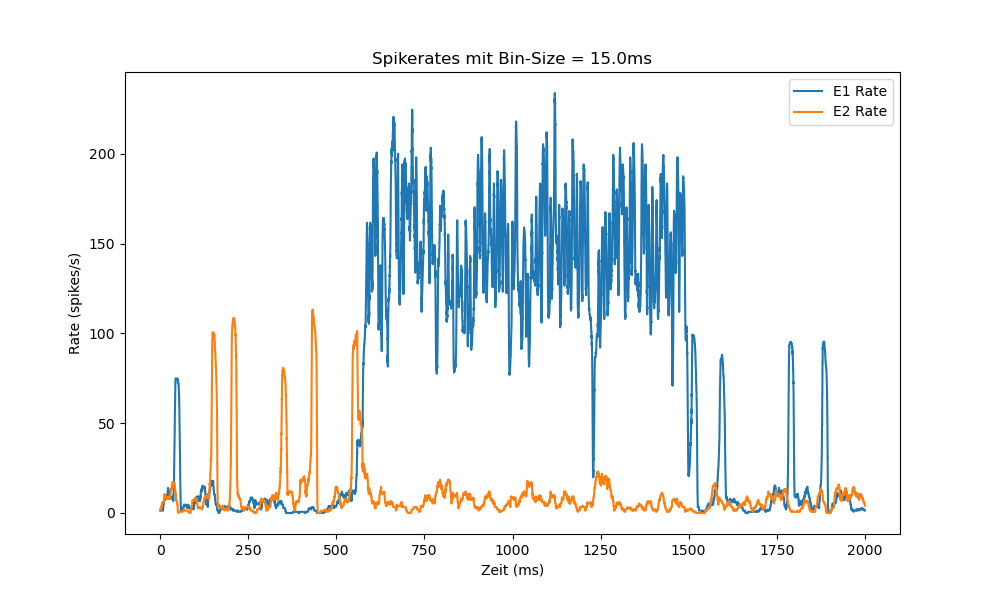 Spikerates mit Bin-Size = 15.0ms
E1 Rate
E2 Rate
200
150
100
50
0
Rate (spikes/s)
0 250 500 750 1000 1250 1500 1750 2000
Zeit (ms)